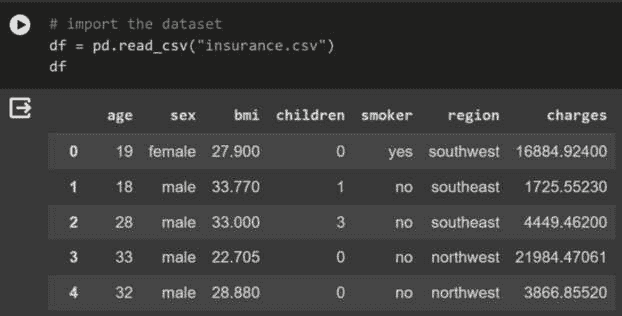 # import the dataset
df = pd.read_csv("insurance.csv")
df
age sex bmi children smoker region charges
0 19 female 27.900 0 yes southwest 16884.92400
1 18 male 33.770 1 no southeast 1725.55230
2 28 male 33.000 3 no southeast 4449.46200
3 33 male 22.705 0 no northwest 21984.47061
4 32 male 28.880 0 no northwest 3866.85520